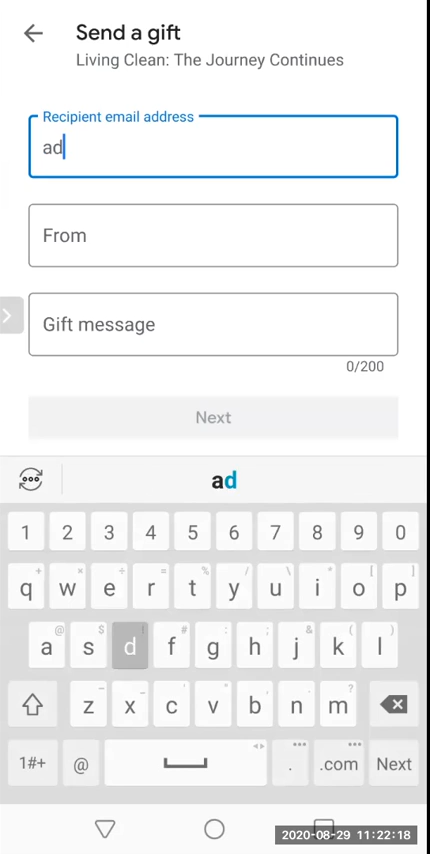 Send a gift
Living Clean: The Journey Continues
Recipient email address
ad
From
Gift message
0/200
Next
ad
1 2 3 4 5 6 7 8 9 0
+ × ÷ = % / \ * [ ]
q w e r t y u i o p
@ $ ! # : ; & ( )
a s d f g h j k l
- _ ' " , ?
z x c v b n m
1#+ @ . .com Next
2020-08-29 11:22:18